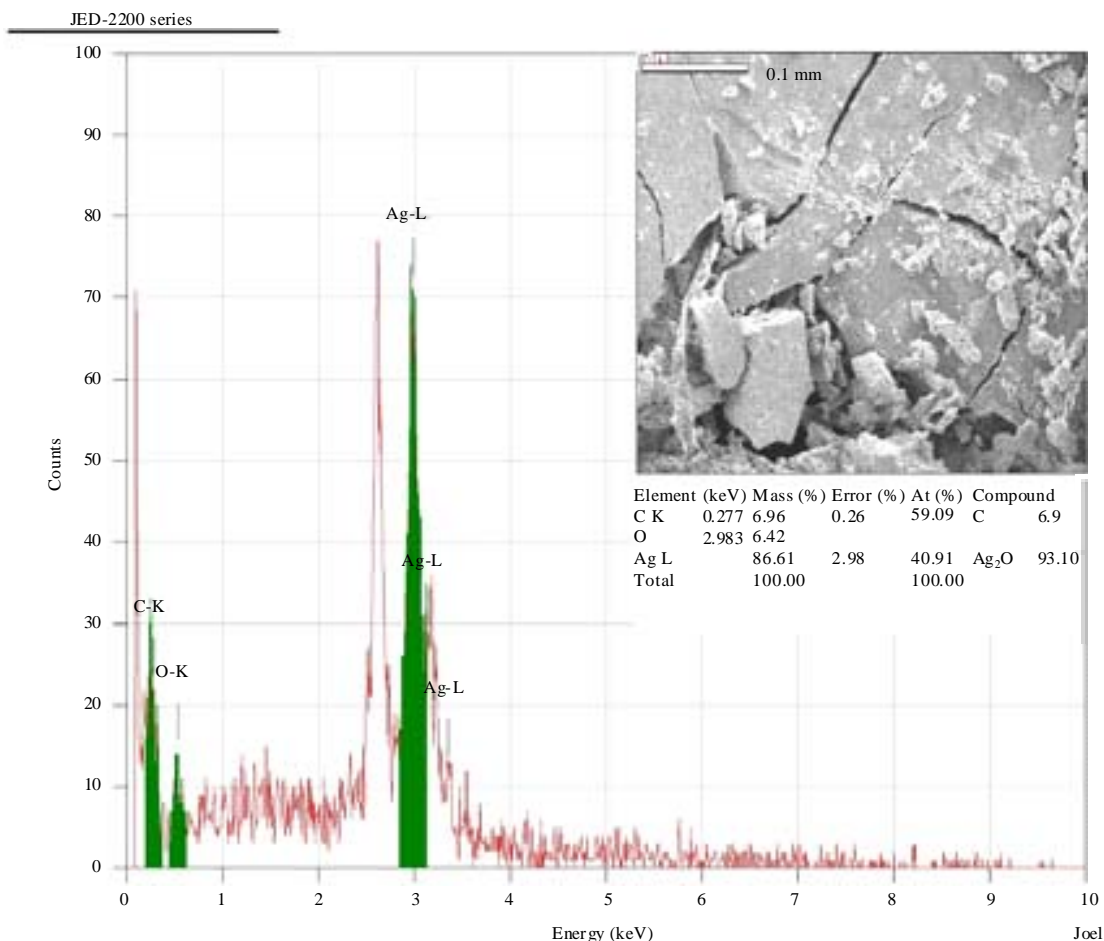 JED-2200 series
100
90
80
70
60
50
40
30
20
10
0
Counts
0.1 mm
Ag-L
Ag-L
Ag-L
C-K
O-K
Element (keV) Mass (%) Error (%) At (%) Compound
C K 0.277 6.96 0.26 59.09 C 6.9
O 2.983 6.42
Ag L 86.61 2.98 40.91 Ag₂O 93.10
Total 100.00 100.00
0 1 2 3 4 5 6 7 8 9 10
Energy (keV)
Joel